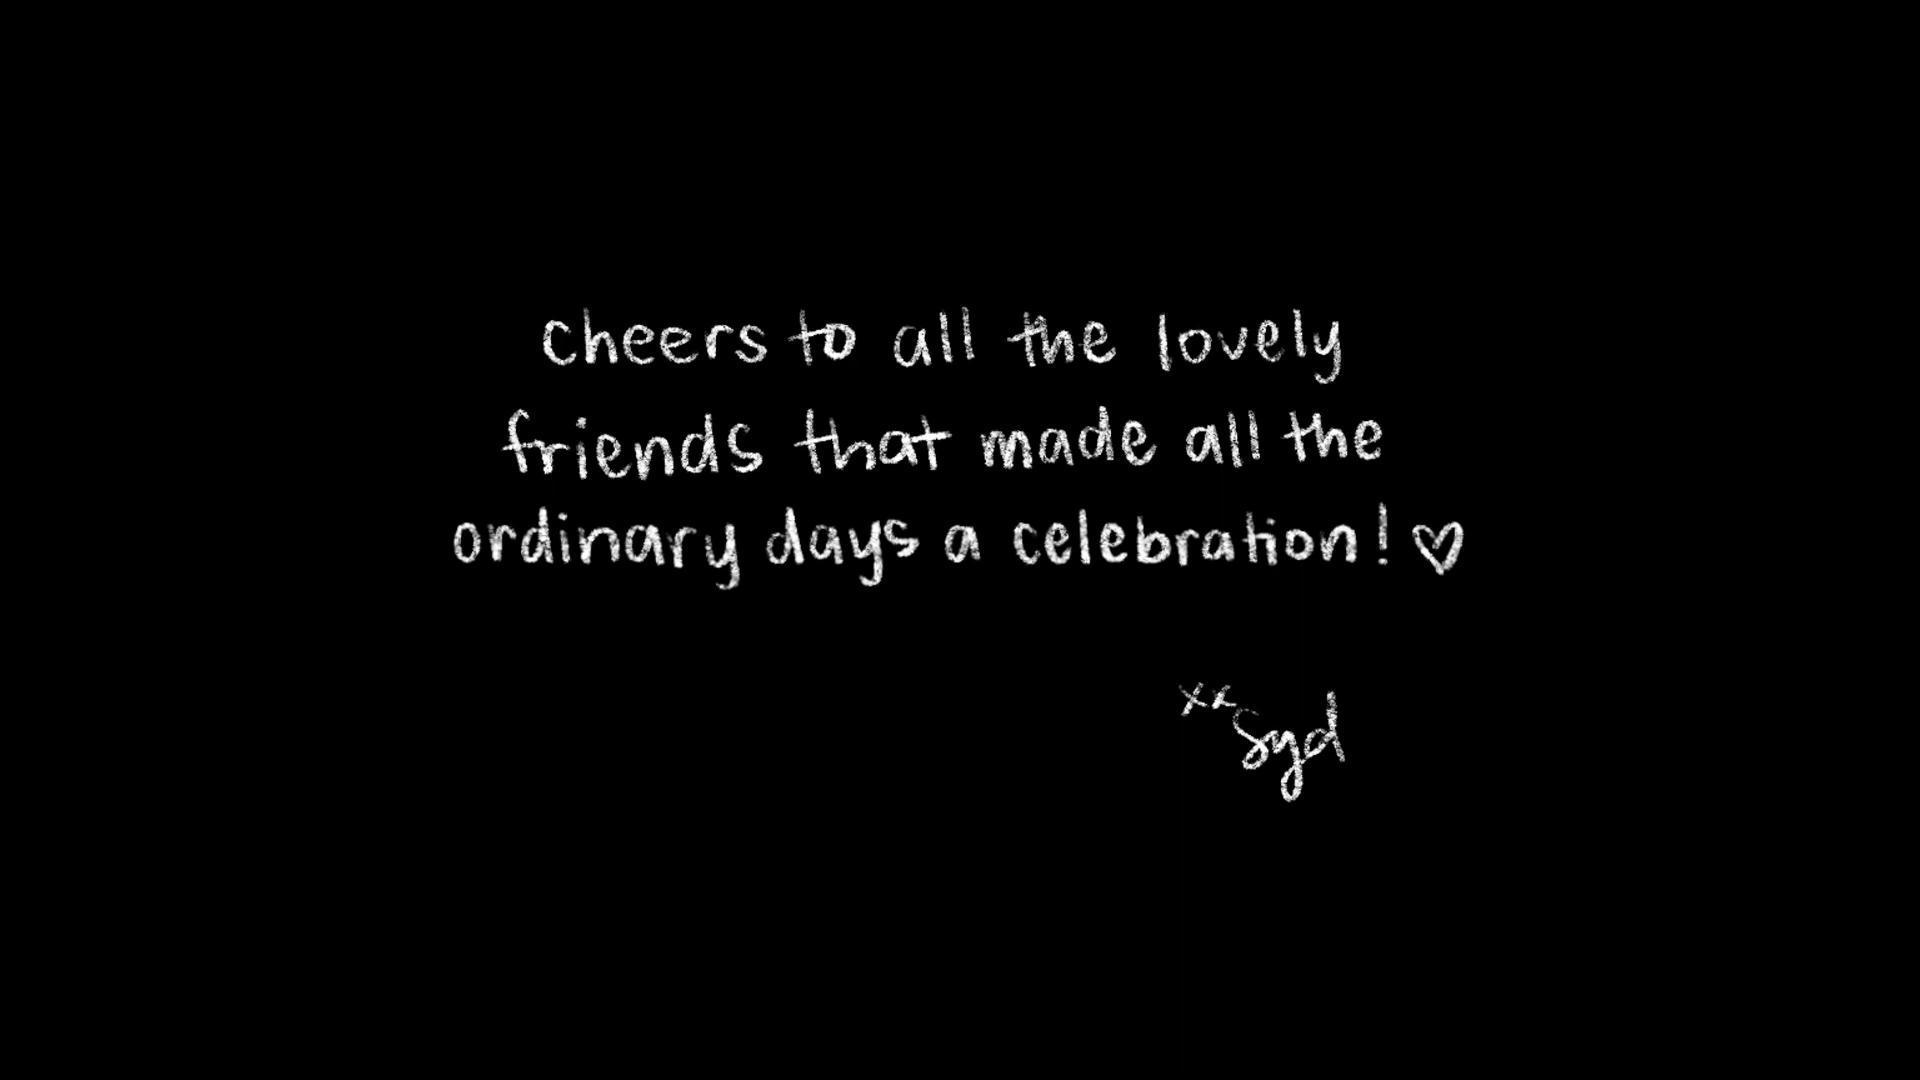 cheers to all the lovely
friends that made all the
ordinary days a celebration! ♡
xx Syd